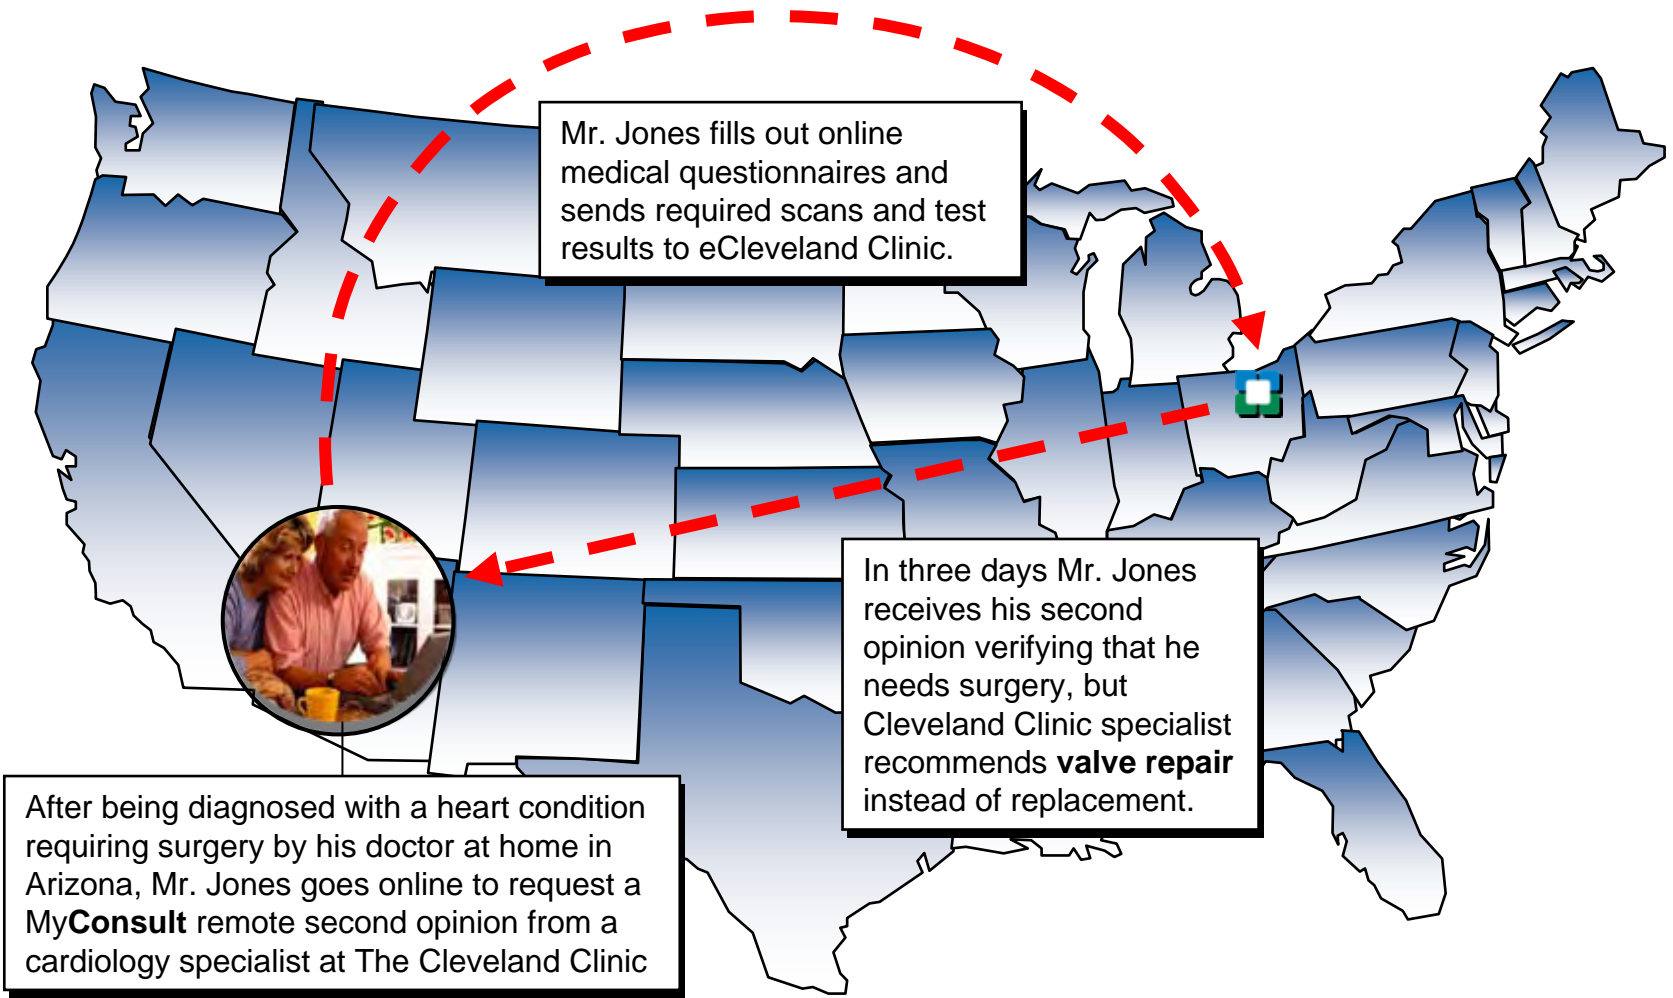 Mr. Jones fills out online
medical questionnaires and
sends required scans and test
results to eCleveland Clinic.
In three days Mr. Jones
receives his second
opinion verifying that he
needs surgery, but
Cleveland Clinic specialist
recommends valve repair
instead of replacement.
After being diagnosed with a heart condition
requiring surgery by his doctor at home in
Arizona, Mr. Jones goes online to request a
MyConsult remote second opinion from a
cardiology specialist at The Cleveland Clinic